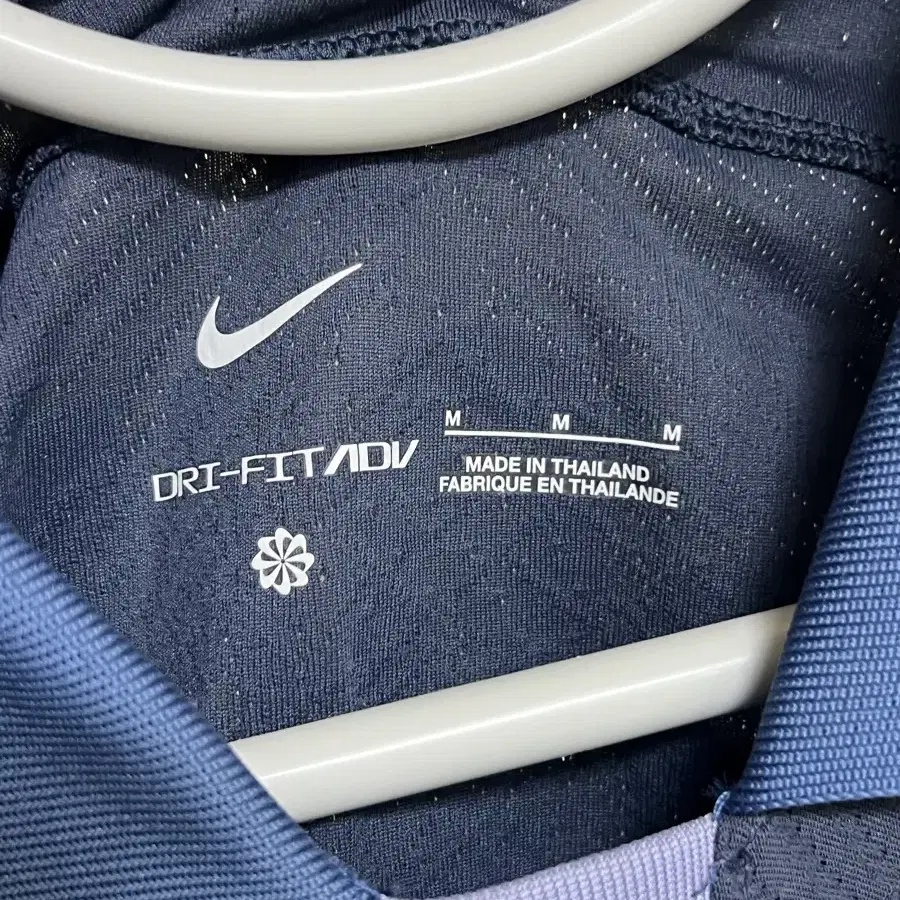 DRI-FIT ADV
M M M
MADE IN THAILAND
FABRIQUE EN THAILANDE